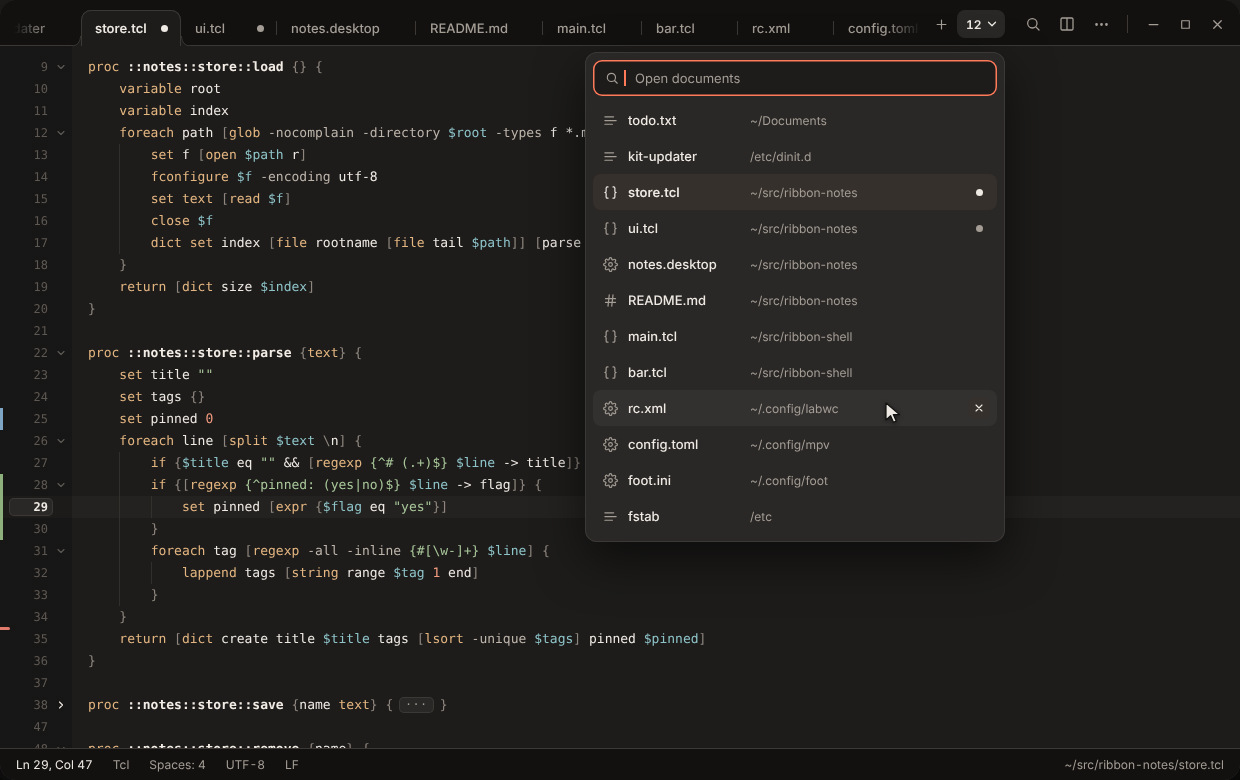 store.tcl
ui.tcl
notes.desktop
README.md
main.tcl
bar.tcl
rc.xml
12
9 proc ::notes::store::load {} {
10 variable root
11 variable index
12 foreach path [glob -nocomplain -directory $root -types f
13 set f [open $path r]
14 fconfigure $f -encoding utf-8
15 set text [read $f]
16 close $f
17 dict set index [file rootname [file tail $path]] [parse
18 }
19 return [dict size $index]
20 }
21
22 proc ::notes::store::parse {text} {
23 set title ""
24 set tags {}
25 set pinned 0
26 foreach line [split $text \n] {
27 if {$title eq "" && [regexp {^# (.+)$} $line -> title]}
28 if {[regexp {^pinned: (yes|no)$} $line -> flag]} {
29 set pinned [expr {$flag eq "yes"}]
30 }
31 foreach tag [regexp -all -inline {#[\w-]+} $line] {
32 lappend tags [string range $tag 1 end]
33 }
34 }
35 return [dict create title $title tags [lsort -unique $tags] pinned $pinned]
36 }
37
38 proc ::notes::store::save {name text} { ··· }
47
48 proc ::notes::store::remove {name} {
Open documents
todo.txt ~/Documents
kit-updater /etc/dinit.d
store.tcl ~/src/ribbon-notes
ui.tcl ~/src/ribbon-notes
notes.desktop ~/src/ribbon-notes
README.md ~/src/ribbon-notes
main.tcl ~/src/ribbon-shell
bar.tcl ~/src/ribbon-shell
rc.xml ~/.config/labwc
config.toml ~/.config/mpv
foot.ini ~/.config/foot
fstab /etc
Ln 29, Col 47 Tcl Spaces: 4 UTF-8 LF ~/src/ribbon-notes/store.tcl